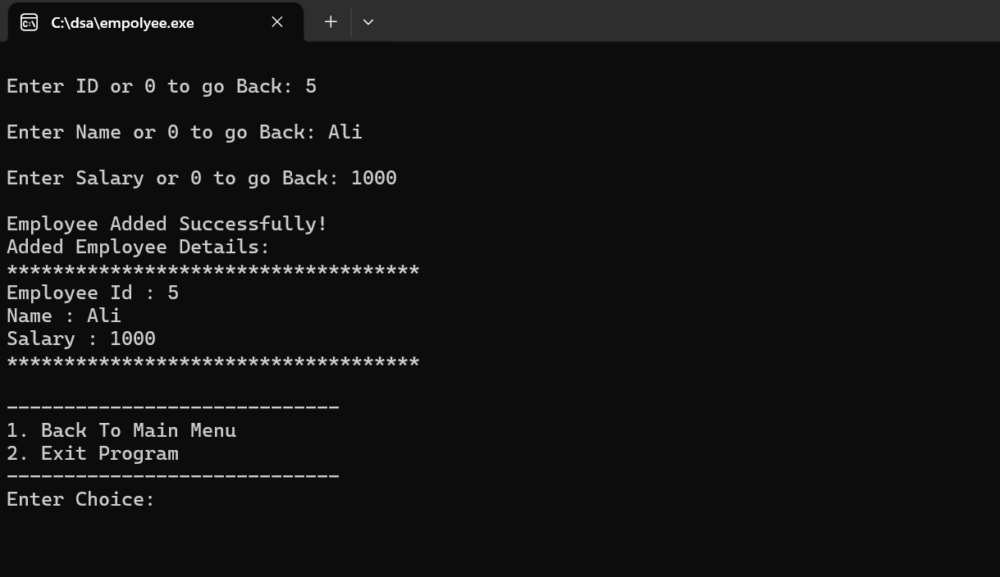 C:\dsa\empolyee.exe
Enter ID or 0 to go Back: 5
Enter Name or 0 to go Back: Ali
Enter Salary or 0 to go Back: 1000
Employee Added Successfully!
Added Employee Details:
************************************
Employee Id : 5
Name : Ali
Salary : 1000
************************************
-----------------------------
1. Back To Main Menu
2. Exit Program
-----------------------------
Enter Choice: